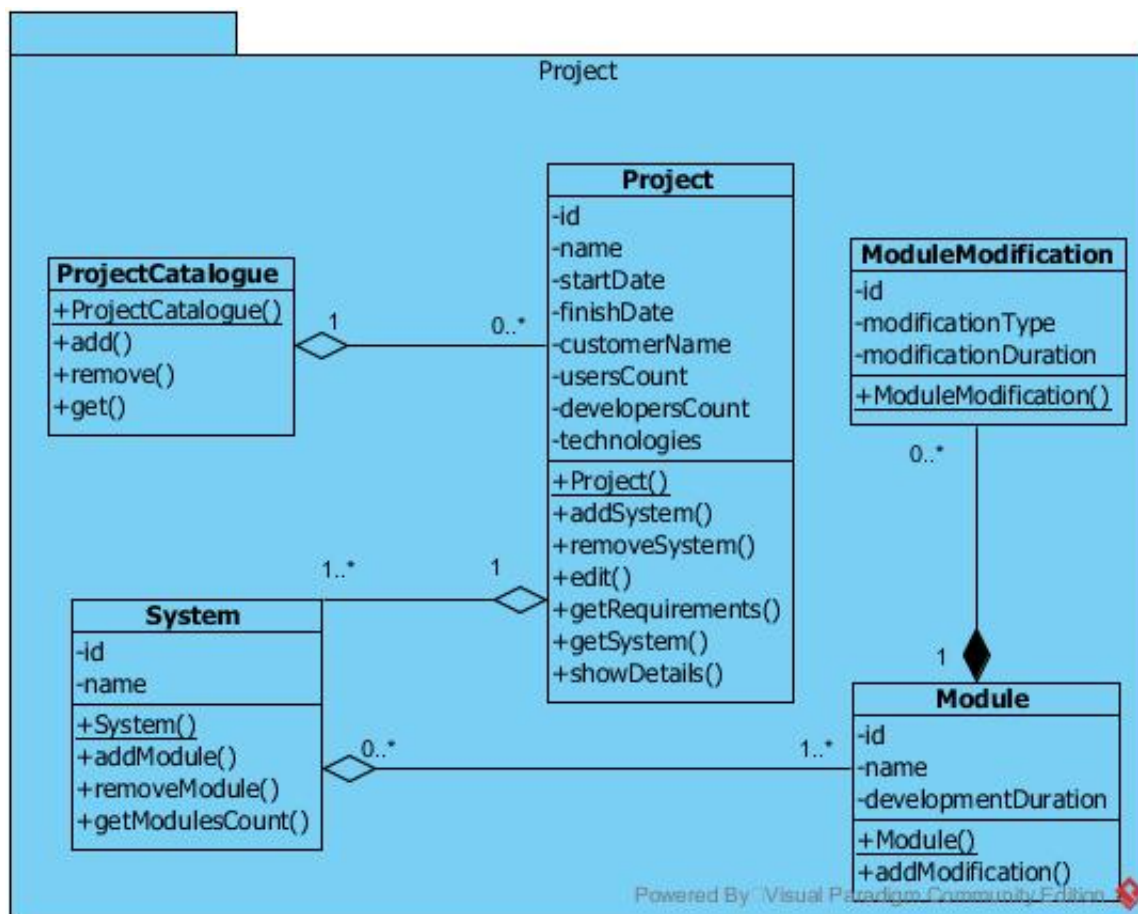 Project
ProjectCatalogue
+ProjectCatalogue()
+add()
+remove()
+get()
1
0..*
Project
-id
-name
-startDate
-finishDate
-customerName
-usersCount
-developersCount
-technologies
+Project()
+addSystem()
+removeSystem()
+edit()
+getRequirements()
+getSystem()
+showDetails()
ModuleModification
-id
-modificationType
-modificationDuration
+ModuleModification()
0..*
1
1..*
1
System
-id
-name
+System()
+addModule()
+removeModule()
+getModulesCount()
0..*
1..*
Module
-id
-name
-developmentDuration
+Module()
+addModification()
Powered By Visual Paradigm Community Edition